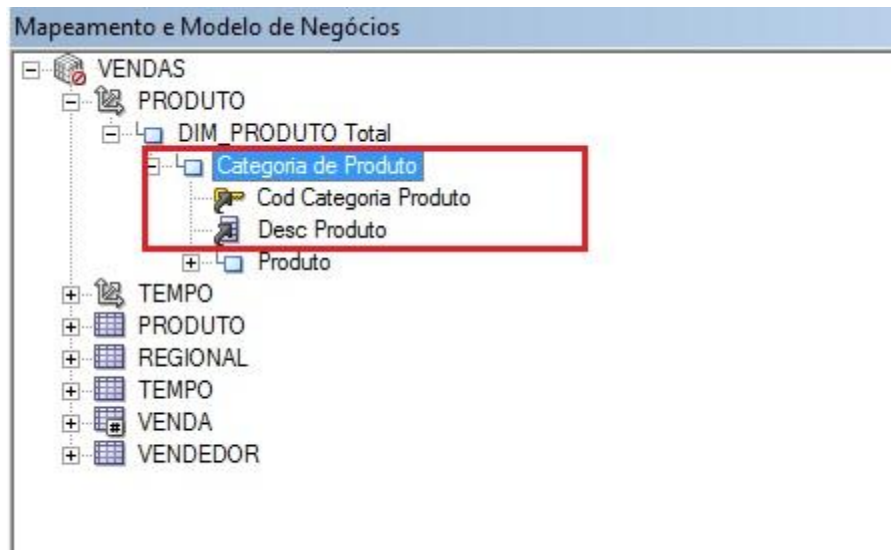 Mapeamento e Modelo de Negócios
VENDAS
PRODUTO
DIM_PRODUTO Total
Categoria de Produto
Cod Categoria Produto
Desc Produto
Produto
TEMPO
PRODUTO
REGIONAL
TEMPO
VENDA
VENDEDOR